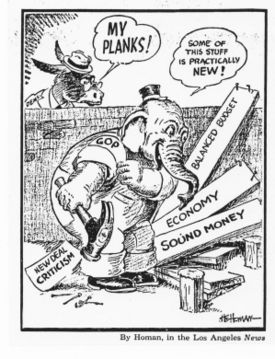 MY
PLANKS!
SOME OF
THIS STUFF
IS PRACTICALLY
NEW!
DEM
GOP
BALANCED BUDGET
ECONOMY
SOUND MONEY
NEW DEAL
CRITICISM
HOMAN
By Homan, in the Los Angeles News